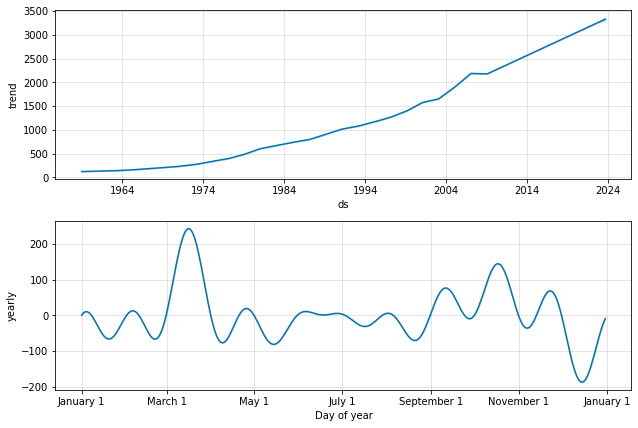 3500
3000
2500
2000
1500
1000
500
0
trend
1964 1974 1984 1994 2004 2014 2024
ds
200
100
0
−100
−200
yearly
January 1 March 1 May 1 July 1 September 1 November 1 January 1
Day of year